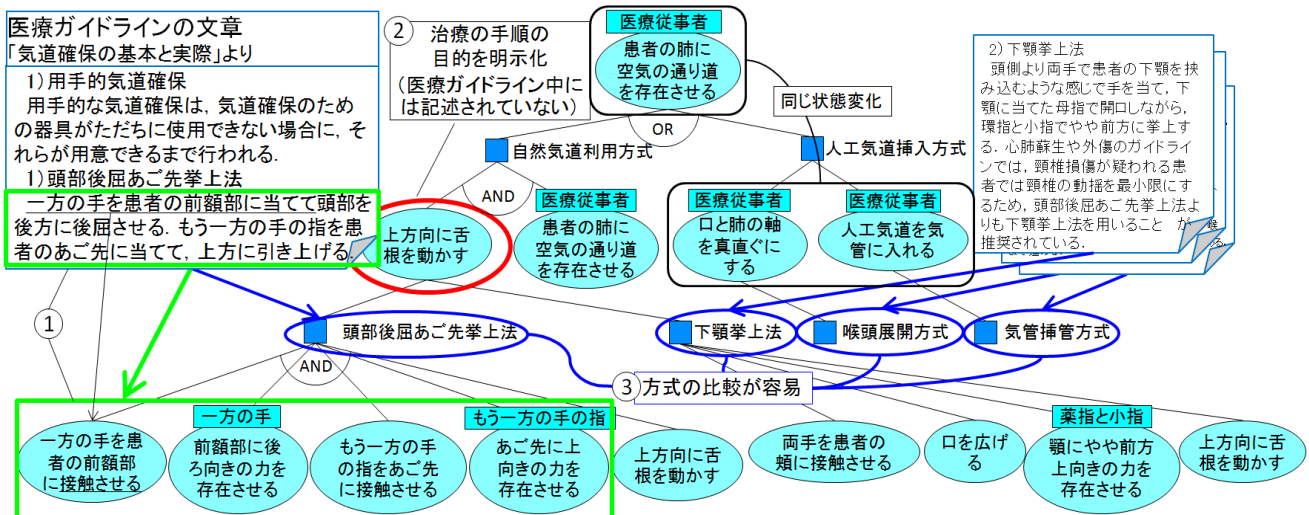 医療ガイドラインの文章
「気道確保の基本と実際」より
1)用手的気道確保
用手的な気道確保は，気道確保のため
の器具がただちに使用できない場合に，そ
れらが用意できるまで行われる．
1)頭部後屈あご先挙上法
一方の手を患者の前額部に当てて頭部を
後方に後屈させる．もう一方の手の指を患
者のあご先に当てて，上方に引き上げる．
②
治療の手順の
目的を明示化
（医療ガイドライン中に
は記述されていない）
医療従事者
患者の肺に
空気の通り道
を存在させる
同じ状態変化
OR
2）下顎挙上法
頭側より両手で患者の下顎を挟
み込むような感じで手を当て，下
顎に当てた母指で開口しながら，
環指と小指でやや前方に挙上す
る．心肺蘇生や外傷のガイドライ
ンでは，頸椎損傷が疑われる患
者では頸椎の動揺を最小限にす
るため，頭部後屈あご先挙上法よ
りも下顎挙上法を用いること が
推奨されている．
自然気道利用方式
人工気道挿入方式
AND
上方向に舌
根を動かす
医療従事者
患者の肺に
空気の通り道
を存在させる
医療従事者
口と肺の軸
を真直ぐに
する
医療従事者
人工気道を気
管に入れる
①
頭部後屈あご先挙上法
下顎挙上法
喉頭展開方式
気管挿管方式
AND
③方式の比較が容易
一方の手を患
者の前額部
に接触させる
一方の手
前額部に後
ろ向きの力を
存在させる
もう一方の手
の指をあご先
に接触させる
もう一方の手の指
あご先に上
向きの力を
存在させる
上方向に舌
根を動かす
両手を患者の
頬に接触させる
口を広げ
る
薬指と小指
顎にやや前方
上向きの力を
存在させる
上方向に舌
根を動かす